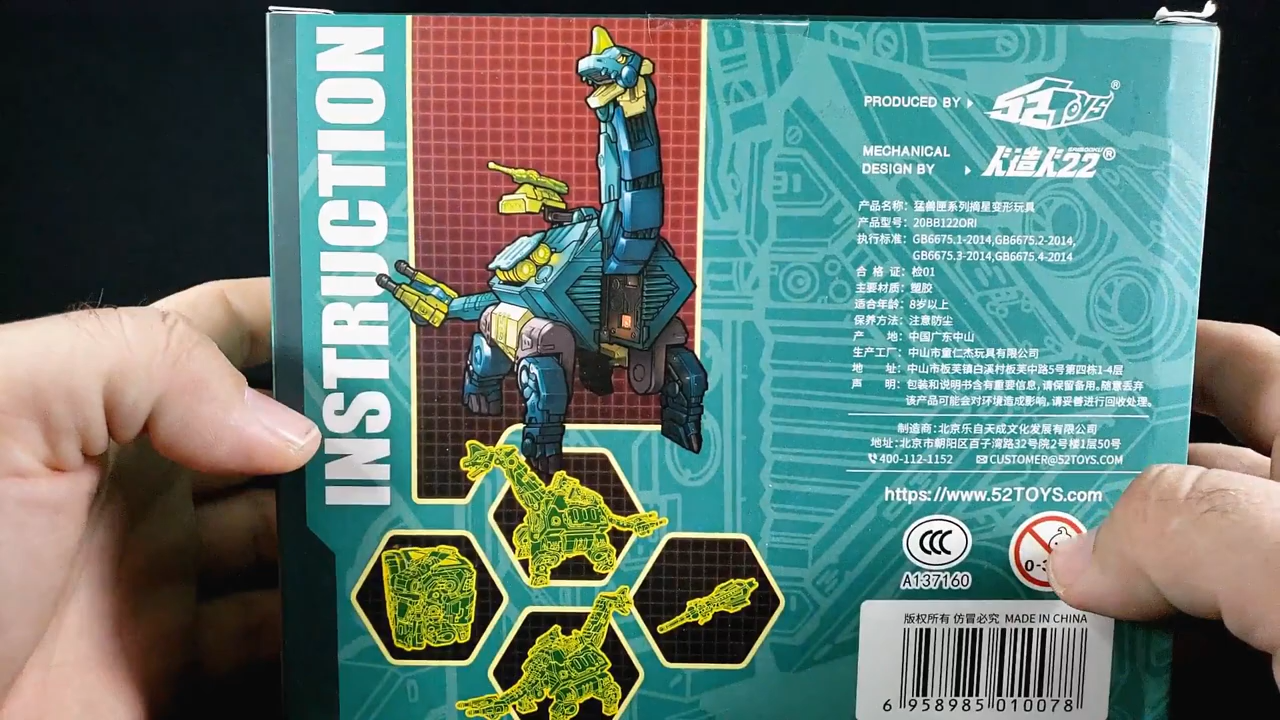 INSTRUCTION
PRODUCED BY
52TOYS®
MECHANICAL
DESIGN BY
人造人22®
产品名称: 猛兽匣系列摘星变形玩具
产品型号: 20BB122ORI
执行标准: GB6675.1-2014,GB6675.2-2014,
GB6675.3-2014,GB6675.4-2014
合 格 证: 检01
主要材质: 塑胶
适合年龄: 8岁以上
保养方法: 注意防尘
产 地: 中国广东中山
生产工厂: 中山市童仁杰玩具有限公司
地 址: 中山市板芙镇白溪村板芙中路5号第四栋1-4层
声 明: 包装和说明书含有重要信息,请保留备用。随意丢弃
该产品可能会对环境造成影响,请妥善进行回收处理。
制造商:北京乐自天成文化发展有限公司
地址:北京市朝阳区百子湾路32号院2号楼1层50号
400-112-1152 CUSTOMER@52TOYS.COM
https://www.52TOYS.com
CCC
A137160
版权所有 仿冒必究 MADE IN CHINA
6 958985 010078